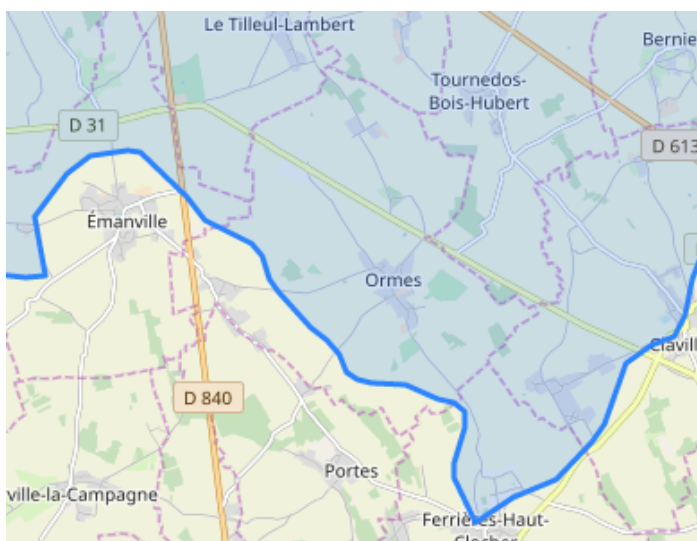 Le Tilleul-Lambert
Bernie
Tournedos-
Bois-Hubert
D 31
D 613
Émanville
Ormes
Clavill
D 840
Portes
ville-la-Campagne
Ferrières-Haut-
Clocher